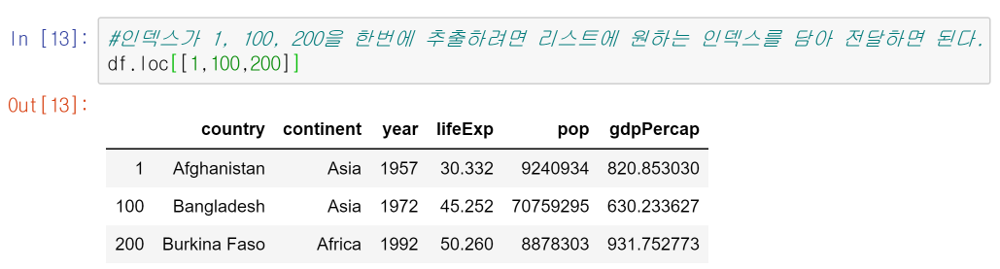 In [13]: #인덱스가 1, 100, 200을 한번에 추출하려면 리스트에 원하는 인덱스를 담아 전달하면 된다.
df.loc[[1,100,200]]
Out[13]:
country continent year lifeExp pop gdpPercap
1 Afghanistan Asia 1957 30.332 9240934 820.853030
100 Bangladesh Asia 1972 45.252 70759295 630.233627
200 Burkina Faso Africa 1992 50.260 8878303 931.752773